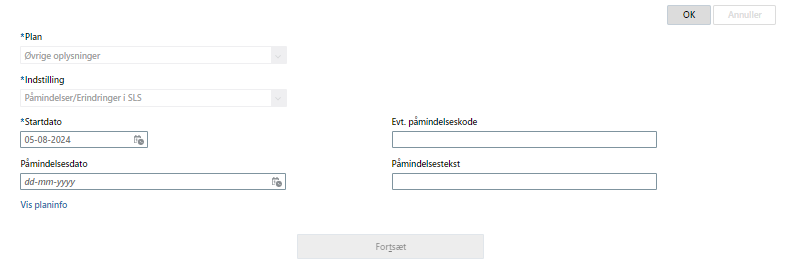 OK
Annuller
*Plan
Øvrige oplysninger
*Indstilling
Påmindelser/Erindringer i SLS
*Startdato
Evt. påmindelseskode
05-08-2024
Påmindelsesdato
Påmindelsestekst
dd-mm-yyyy
Vis planinfo
Fortsæt